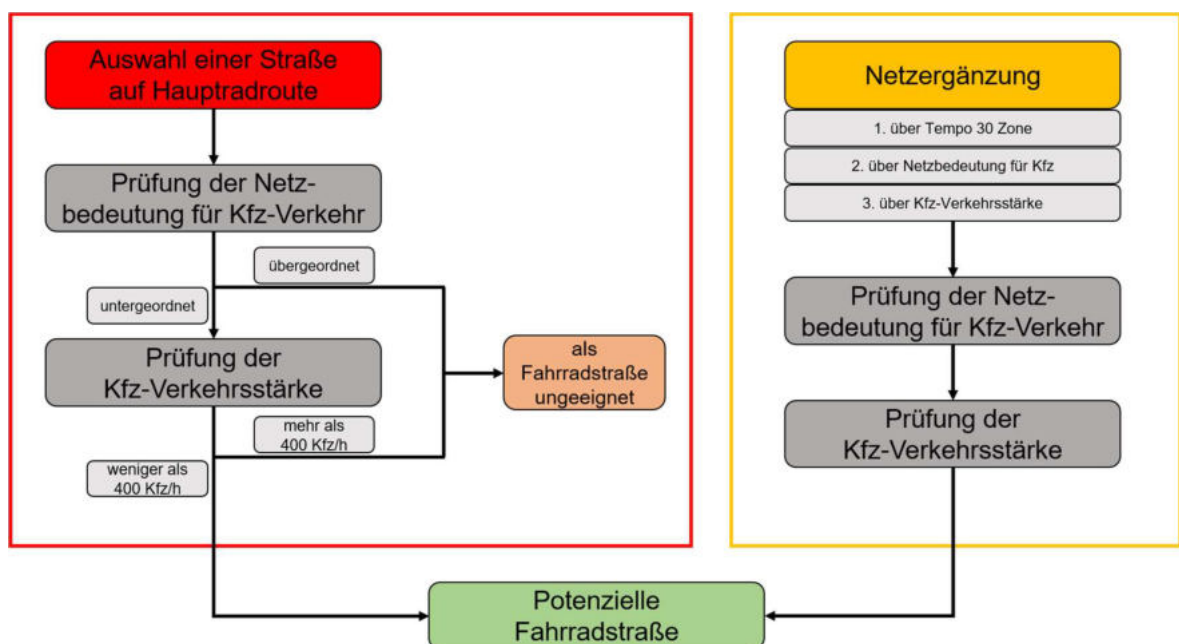 Auswahl einer Straße
auf Hauptradroute
Prüfung der Netz-
bedeutung für Kfz-Verkehr
übergeordnet
untergeordnet
Prüfung der
Kfz-Verkehrsstärke
als
Fahrradstraße
ungeeignet
mehr als
400 Kfz/h
weniger als
400 Kfz/h
Netzergänzung
1. über Tempo 30 Zone
2. über Netzbedeutung für Kfz
3. über Kfz-Verkehrsstärke
Prüfung der Netz-
bedeutung für Kfz-Verkehr
Prüfung der
Kfz-Verkehrsstärke
Potenzielle
Fahrradstraße